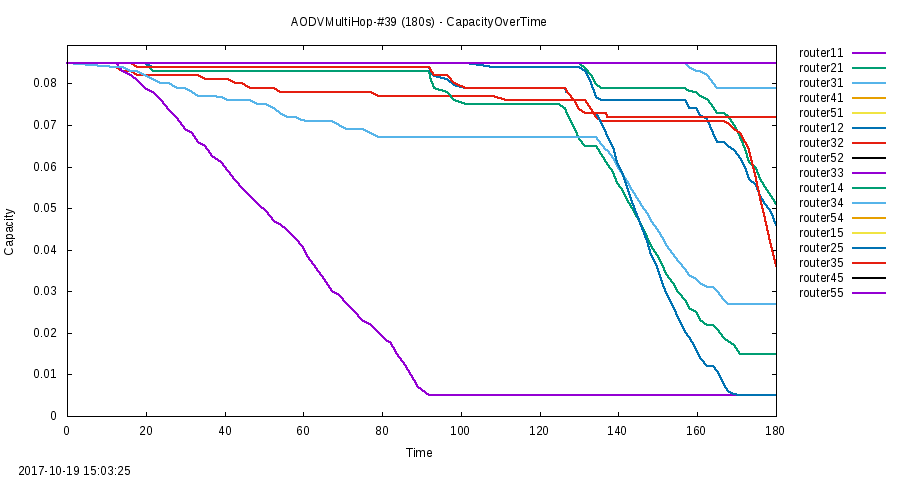 AODVMultiHop-#39 (180s) - CapacityOverTime
router11
router21
router31
router41
router51
router12
router32
router52
router33
router14
router34
router54
router15
router25
router35
router45
router55
0.08
0.07
0.06
0.05
0.04
0.03
0.02
0.01
0
Capacity
0 20 40 60 80 100 120 140 160 180
Time
2017-10-19 15:03:25